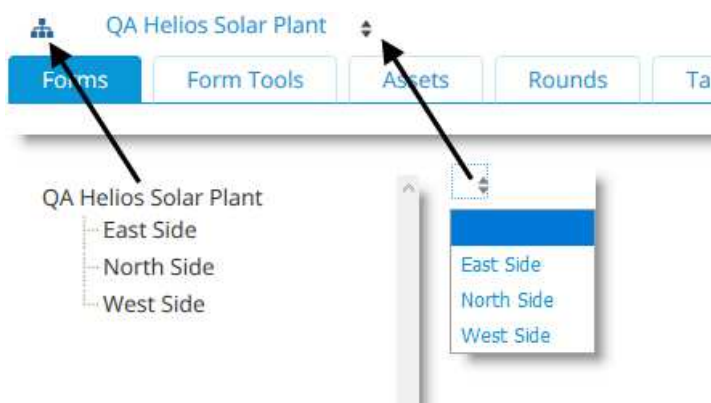 QA Helios Solar Plant
Forms Form Tools Assets Rounds Ta
QA Helios Solar Plant
East Side
North Side
West Side
East Side
North Side
West Side